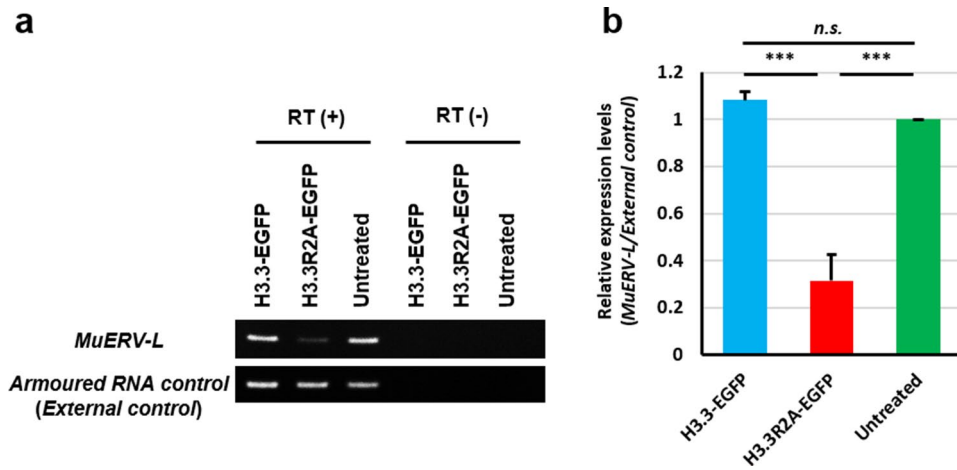 a
RT (+) RT (-)
H3.3-EGFP
H3.3R2A-EGFP
Untreated
H3.3-EGFP
H3.3R2A-EGFP
Untreated
MuERV-L
Armoured RNA control
(External control)
b
n.s.
*** ***
Relative expression levels
(MuERV-L/External control)
1.2
1
0.8
0.6
0.4
0.2
0
H3.3-EGFP
H3.3R2A-EGFP
Untreated